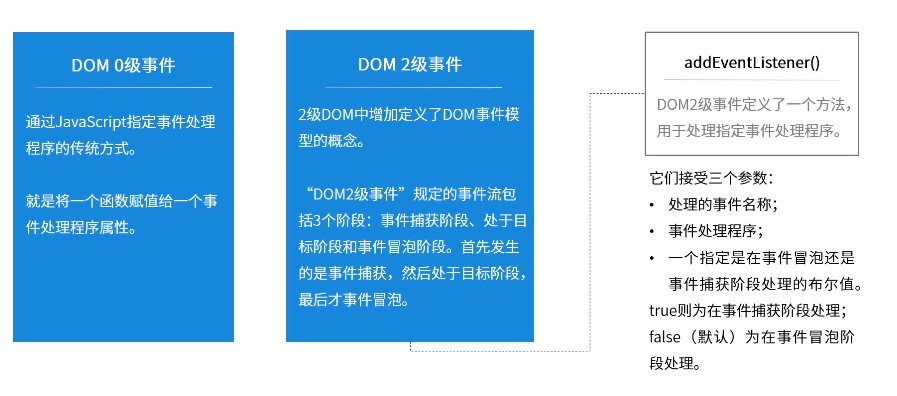 DOM 0级事件
通过JavaScript指定事件处理
程序的传统方式。
就是将一个函数赋值给一个事
件处理程序属性。
DOM 2级事件
2级DOM中增加定义了DOM事件模
型的概念。
“DOM2级事件”规定的事件流包
括3个阶段：事件捕获阶段、处于目
标阶段和事件冒泡阶段。首先发生
的是事件捕获，然后处于目标阶段，
最后才事件冒泡。
addEventListener()
DOM2级事件定义了一个方法，
用于处理指定事件处理程序。
它们接受三个参数：
• 处理的事件名称；
• 事件处理程序；
• 一个指定是在事件冒泡还是
事件捕获阶段处理的布尔值。
true则为在事件捕获阶段处理；
false（默认）为在事件冒泡阶
段处理。